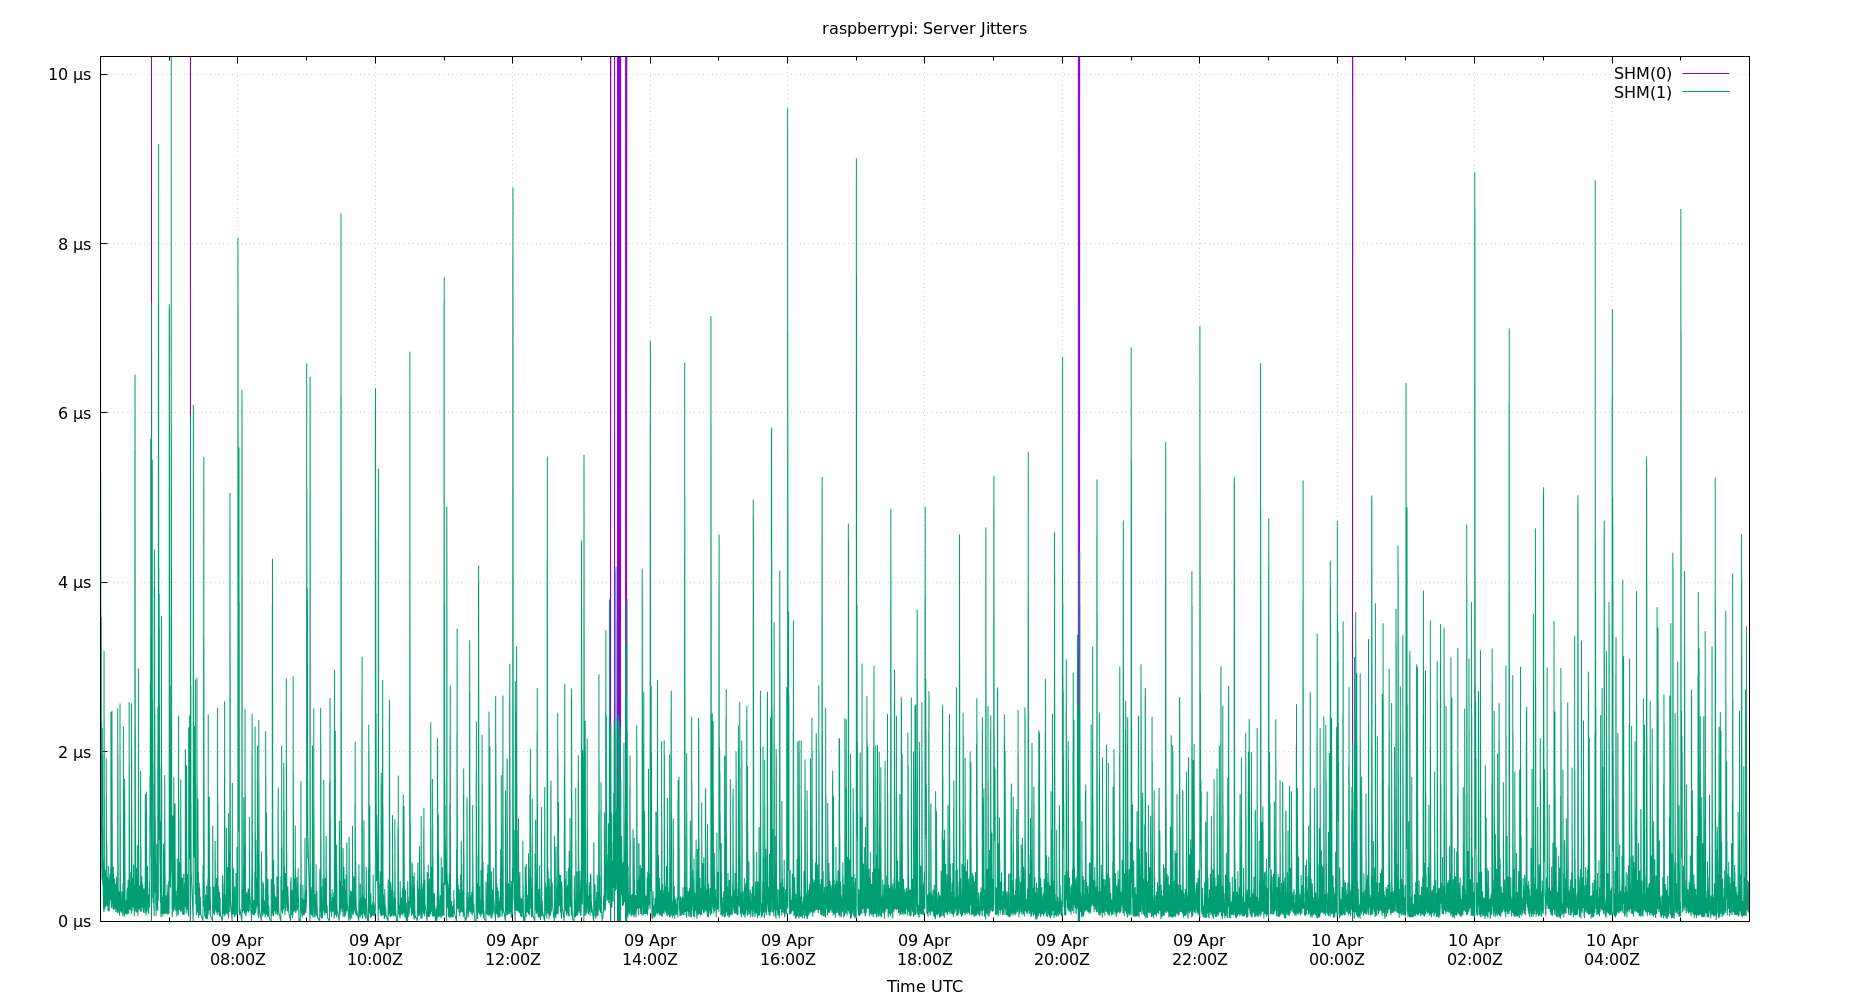 raspberrypi: Server Jitters
10 µs
8 µs
6 µs
4 µs
2 µs
0 µs
SHM(0)
SHM(1)
09 Apr
08:00Z
09 Apr
10:00Z
09 Apr
12:00Z
09 Apr
14:00Z
09 Apr
16:00Z
09 Apr
18:00Z
09 Apr
20:00Z
09 Apr
22:00Z
10 Apr
00:00Z
10 Apr
02:00Z
10 Apr
04:00Z
Time UTC